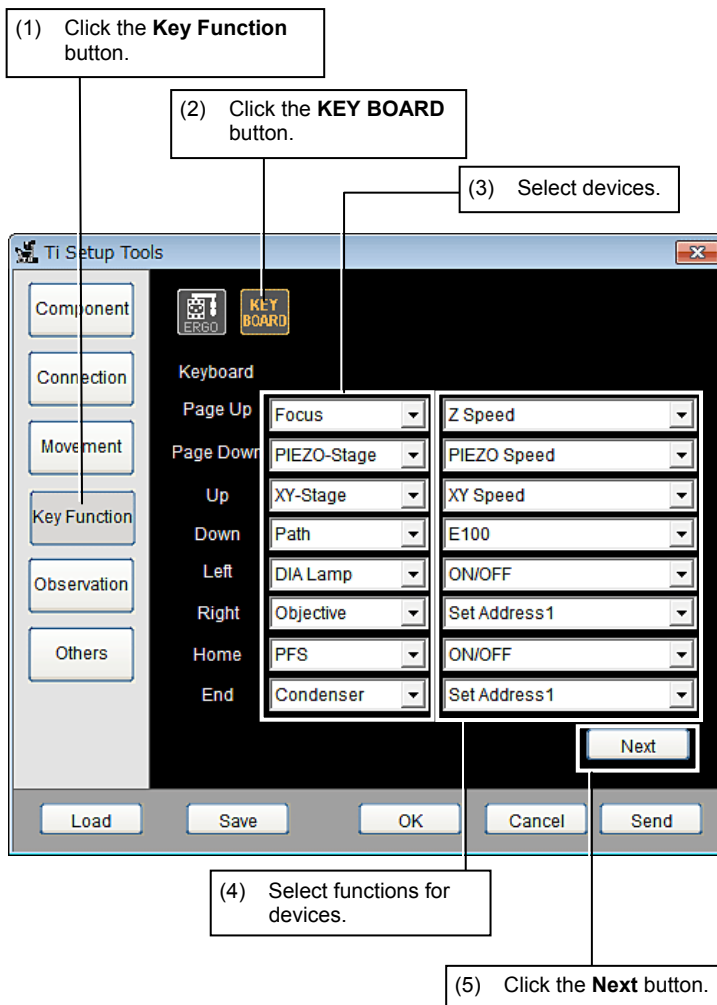 (1) Click the Key Function
button.
(2) Click the KEY BOARD
button.
(3) Select devices.
Ti Setup Tools
Component
ERGO
KEY
BOARD
Connection
Keyboard
Page Up Focus Z Speed
Movement
Page Down PIEZO-Stage PIEZO Speed
Up XY-Stage XY Speed
Key Function
Down Path E100
Observation
Left DIA Lamp ON/OFF
Right Objective Set Address1
Others
Home PFS ON/OFF
End Condenser Set Address1
Next
Load Save OK Cancel Send
(4) Select functions for
devices.
(5) Click the Next button.